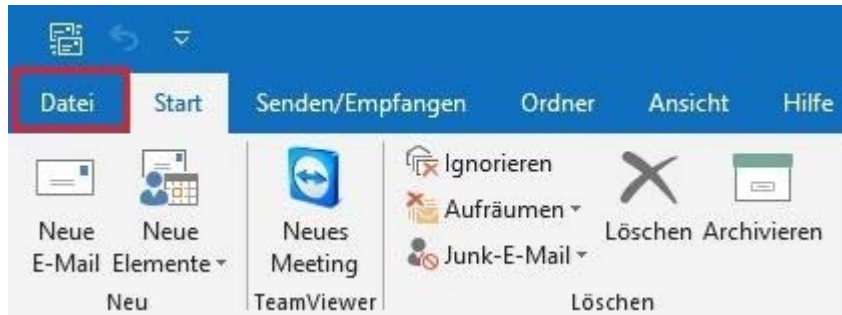 Datei Start Senden/Empfangen Ordner Ansicht Hilfe
Neue
E-Mail
Neue
Elemente
Neues
Meeting
Ignorieren
Aufräumen
Junk-E-Mail
Löschen
Archivieren
Neu TeamViewer Löschen